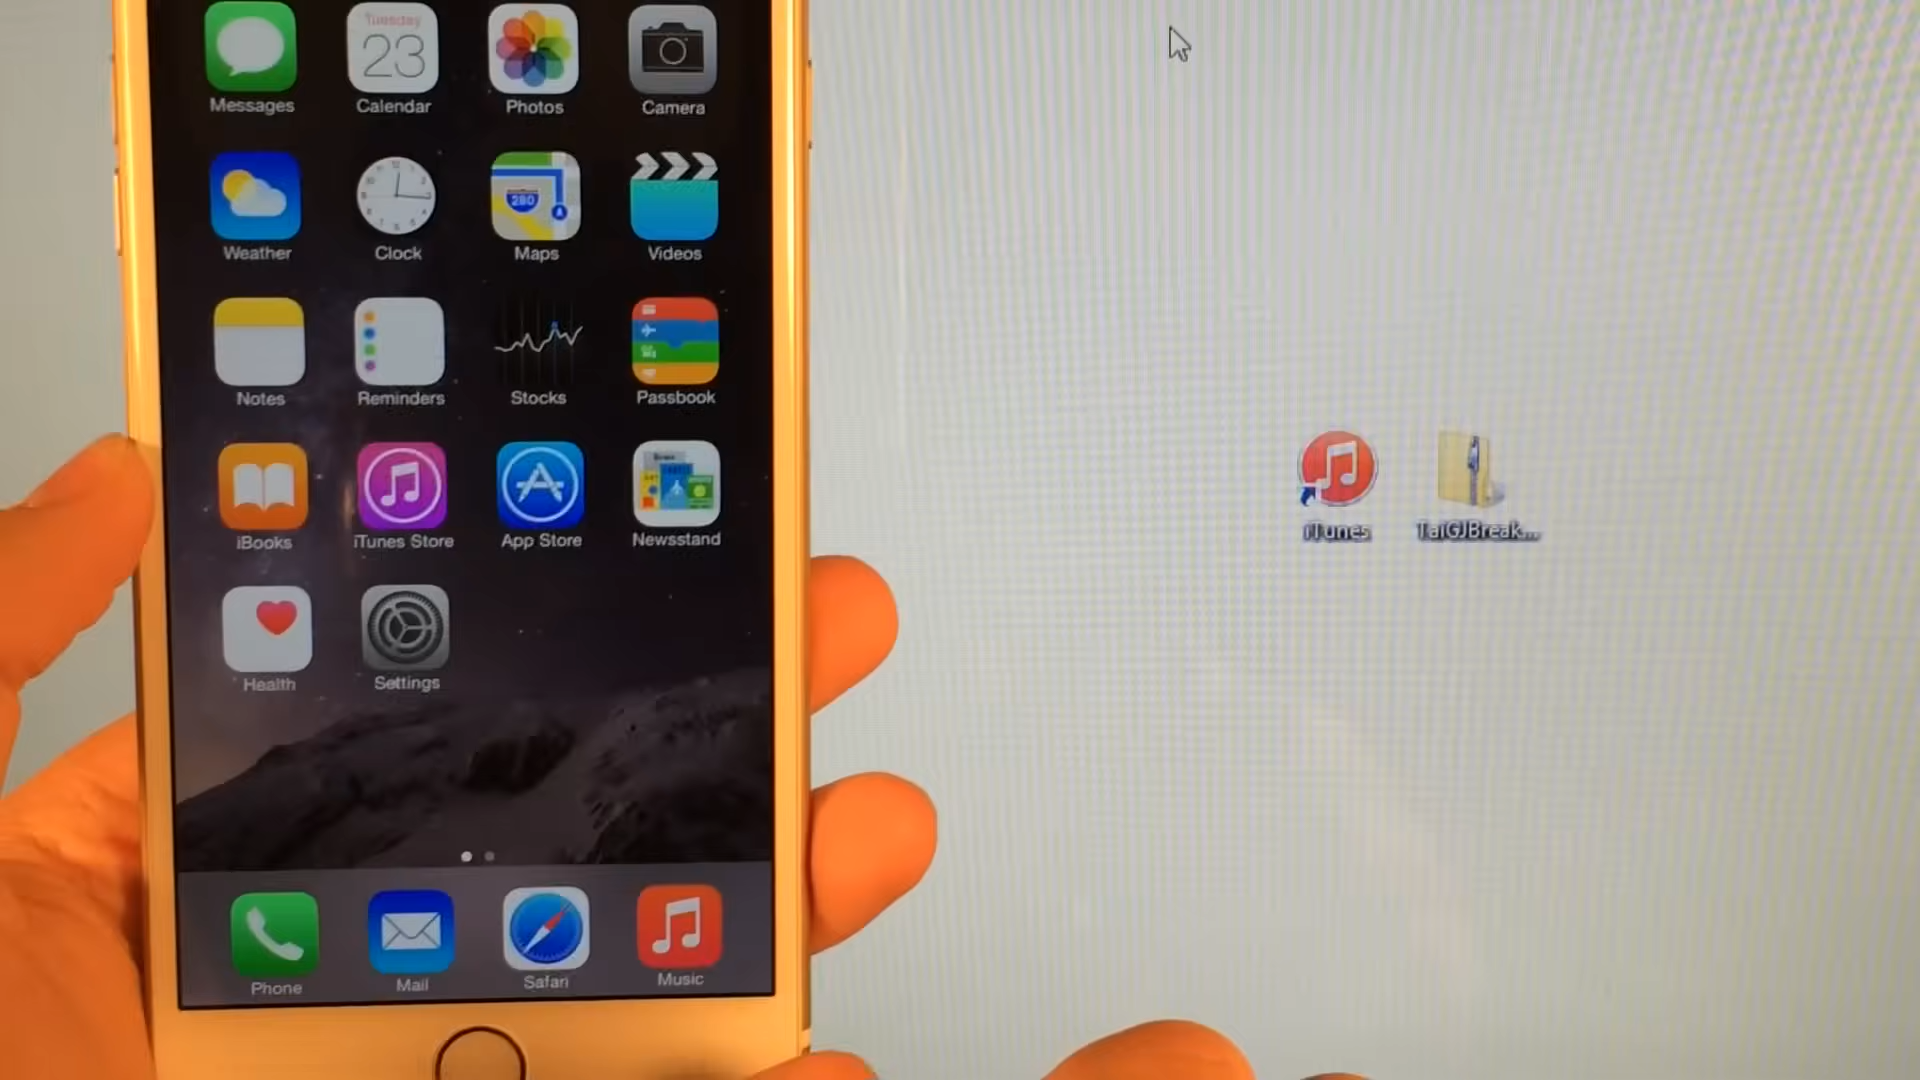 Tuesday
23
Messages
Calendar
Photos
Camera
280
Weather
Clock
Maps
Videos
Notes
Reminders
Stocks
Passbook
iBooks
iTunes Store
App Store
Newsstand
Health
Settings
Phone
Mail
Safari
Music
iTunes
TaiGJBreak...